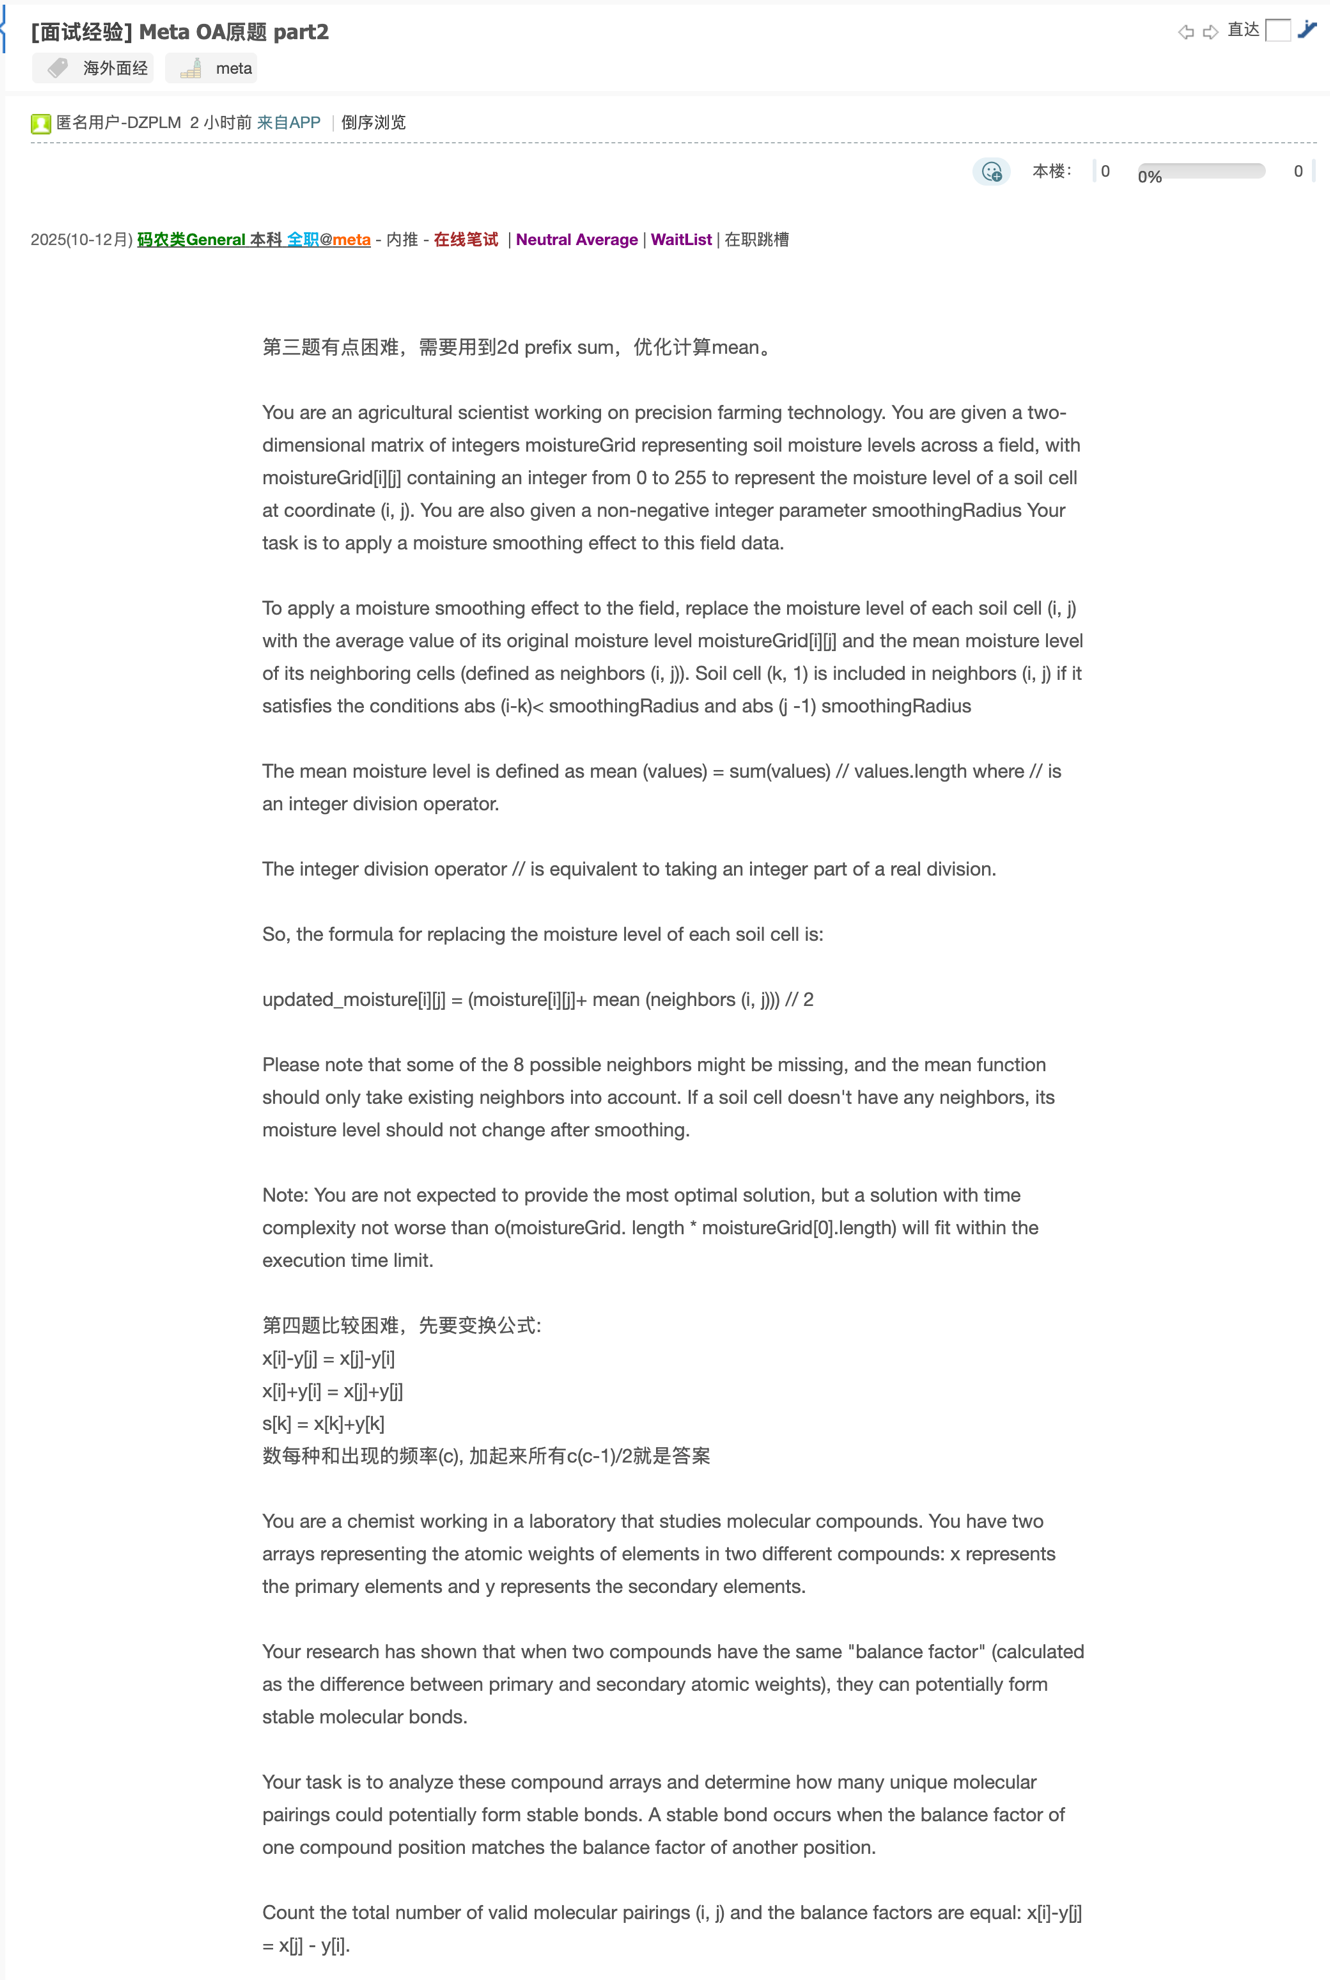 [面试经验] Meta OA原题 part2
直达
海外面经
meta
匿名用户-DZPLM 2 小时前 来自APP | 倒序浏览
本楼： 0 0% 0
2025(10-12月) 码农类General 本科 全职@meta - 内推 - 在线笔试 | Neutral Average | WaitList | 在职跳槽
第三题有点困难，需要用到2d prefix sum，优化计算mean。
You are an agricultural scientist working on precision farming technology. You are given a two-
dimensional matrix of integers moistureGrid representing soil moisture levels across a field, with
moistureGrid[i][j] containing an integer from 0 to 255 to represent the moisture level of a soil cell
at coordinate (i, j). You are also given a non-negative integer parameter smoothingRadius Your
task is to apply a moisture smoothing effect to this field data.
To apply a moisture smoothing effect to the field, replace the moisture level of each soil cell (i, j)
with the average value of its original moisture level moistureGrid[i][j] and the mean moisture level
of its neighboring cells (defined as neighbors (i, j)). Soil cell (k, 1) is included in neighbors (i, j) if it
satisfies the conditions abs (i-k)< smoothingRadius and abs (j -1) smoothingRadius
The mean moisture level is defined as mean (values) = sum(values) // values.length where // is
an integer division operator.
The integer division operator // is equivalent to taking an integer part of a real division.
So, the formula for replacing the moisture level of each soil cell is:
updated_moisture[i][j] = (moisture[i][j]+ mean (neighbors (i, j))) // 2
Please note that some of the 8 possible neighbors might be missing, and the mean function
should only take existing neighbors into account. If a soil cell doesn't have any neighbors, its
moisture level should not change after smoothing.
Note: You are not expected to provide the most optimal solution, but a solution with time
complexity not worse than o(moistureGrid. length * moistureGrid[0].length) will fit within the
execution time limit.
第四题比较困难，先要变换公式:
x[i]-y[j] = x[j]-y[i]
x[i]+y[i] = x[j]+y[j]
s[k] = x[k]+y[k]
数每种和出现的频率(c), 加起来所有c(c-1)/2就是答案
You are a chemist working in a laboratory that studies molecular compounds. You have two
arrays representing the atomic weights of elements in two different compounds: x represents
the primary elements and y represents the secondary elements.
Your research has shown that when two compounds have the same "balance factor" (calculated
as the difference between primary and secondary atomic weights), they can potentially form
stable molecular bonds.
Your task is to analyze these compound arrays and determine how many unique molecular
pairings could potentially form stable bonds. A stable bond occurs when the balance factor of
one compound position matches the balance factor of another position.
Count the total number of valid molecular pairings (i, j) and the balance factors are equal: x[i]-y[j]
= x[j] - y[i].